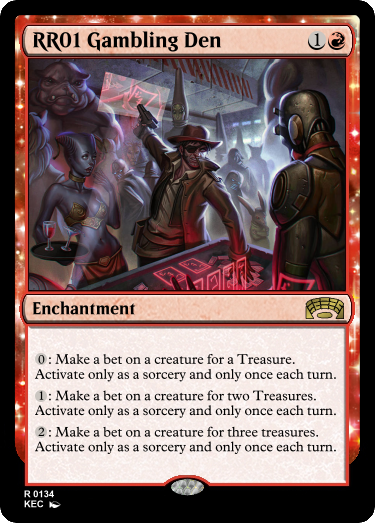 RR01 Gambling Den 1
Enchantment
0: Make a bet on a creature for a Treasure.
Activate only as a sorcery and only once each turn.
1: Make a bet on a creature for two Treasures.
Activate only as a sorcery and only once each turn.
2: Make a bet on a creature for three treasures.
Activate only as a sorcery and only once each turn.
R 0134
KEC